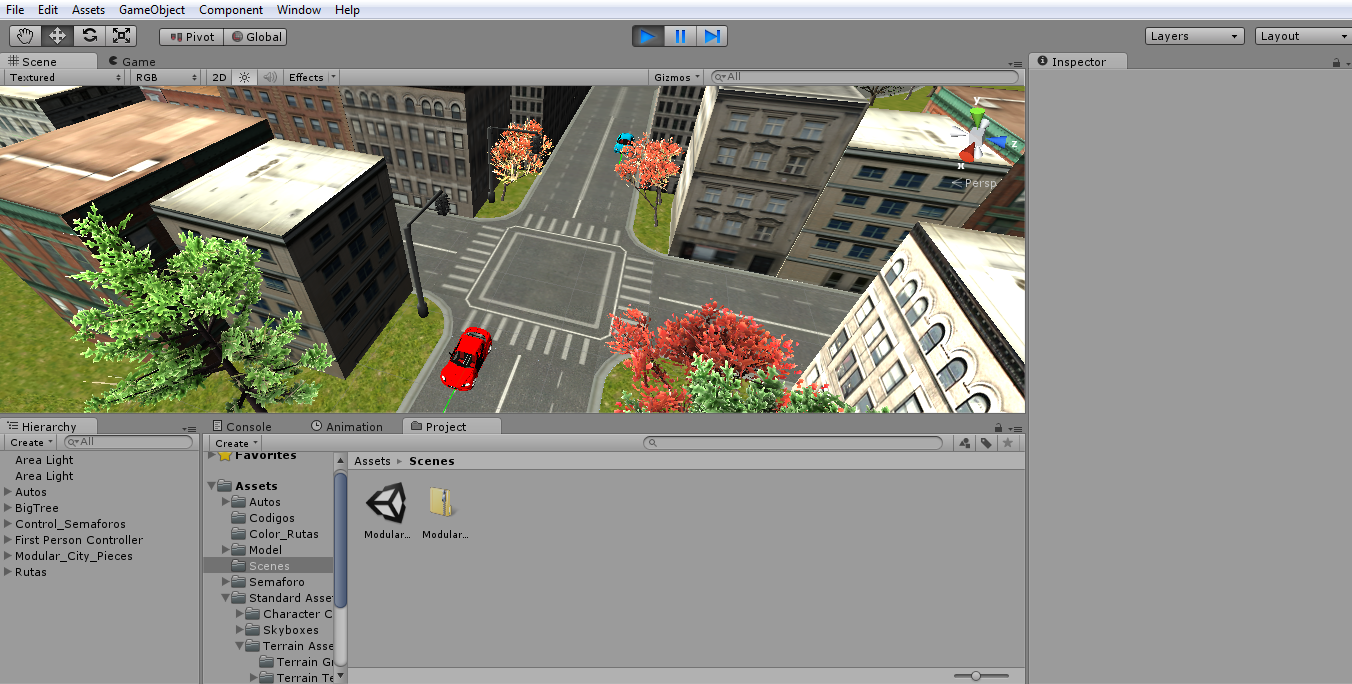 File Edit Assets GameObject Component Window Help
Pivot Global Layers Layout
Scene Game Inspector
Textured RGB 2D Effects Gizmos All
y
z
x
Persp
Hierarchy Console Animation Project
Create All Create
Area Light
Area Light
Autos
BigTree
Control_Semaforos
First Person Controller
Modular_City_Pieces
Rutas
Favorites
Assets
Autos
Codigos
Color_Rutas
Model
Scenes
Semaforo
Standard Asse
Character C
Skyboxes
Terrain Asse
Terrain Gr
Terrain Te
Assets ▸ Scenes
Modular... Modular...